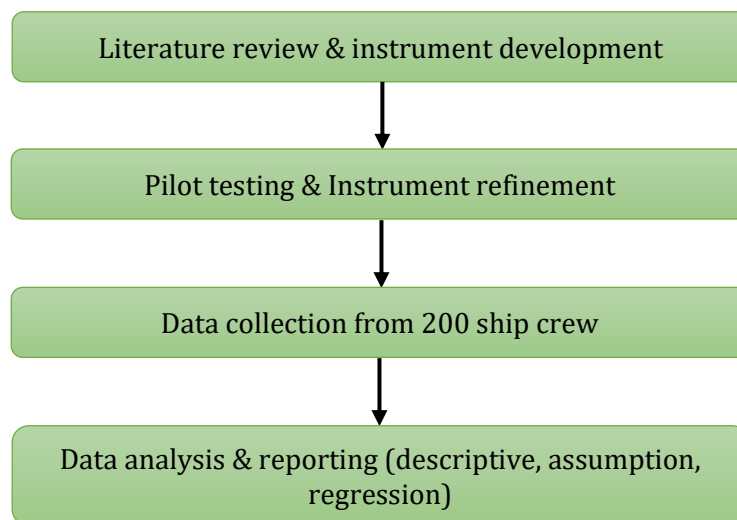 Literature review & instrument development
Pilot testing & Instrument refinement
Data collection from 200 ship crew
Data analysis & reporting (descriptive, assumption,
regression)